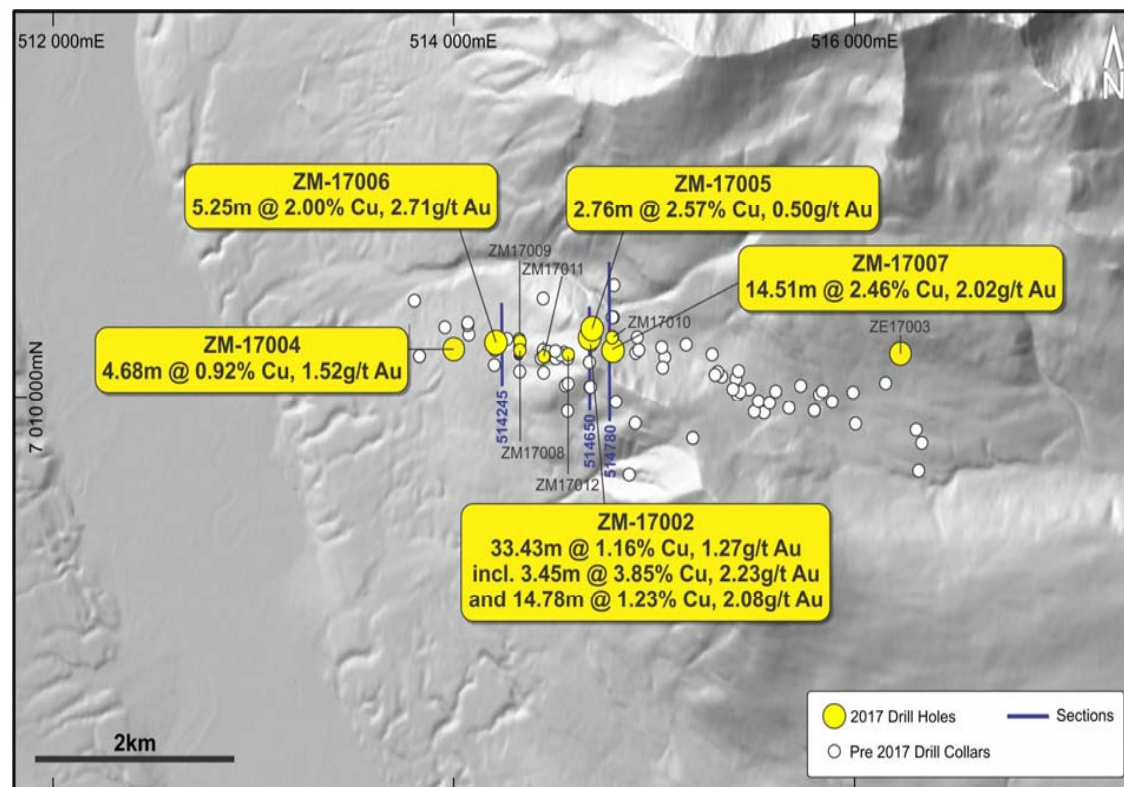 512 000mE
514 000mE
516 000mE
N
ZM-17006
5.25m @ 2.00% Cu, 2.71g/t Au
ZM-17005
2.76m @ 2.57% Cu, 0.50g/t Au
ZM17009
ZM17011
ZM-17007
14.51m @ 2.46% Cu, 2.02g/t Au
ZM17010
ZE17003
ZM-17004
4.68m @ 0.92% Cu, 1.52g/t Au
7 010 000mN
514245
514650
514780
ZM17008
ZM17012
ZM-17002
33.43m @ 1.16% Cu, 1.27g/t Au
incl. 3.45m @ 3.85% Cu, 2.23g/t Au
and 14.78m @ 1.23% Cu, 2.08g/t Au
2km
2017 Drill Holes
Sections
Pre 2017 Drill Collars